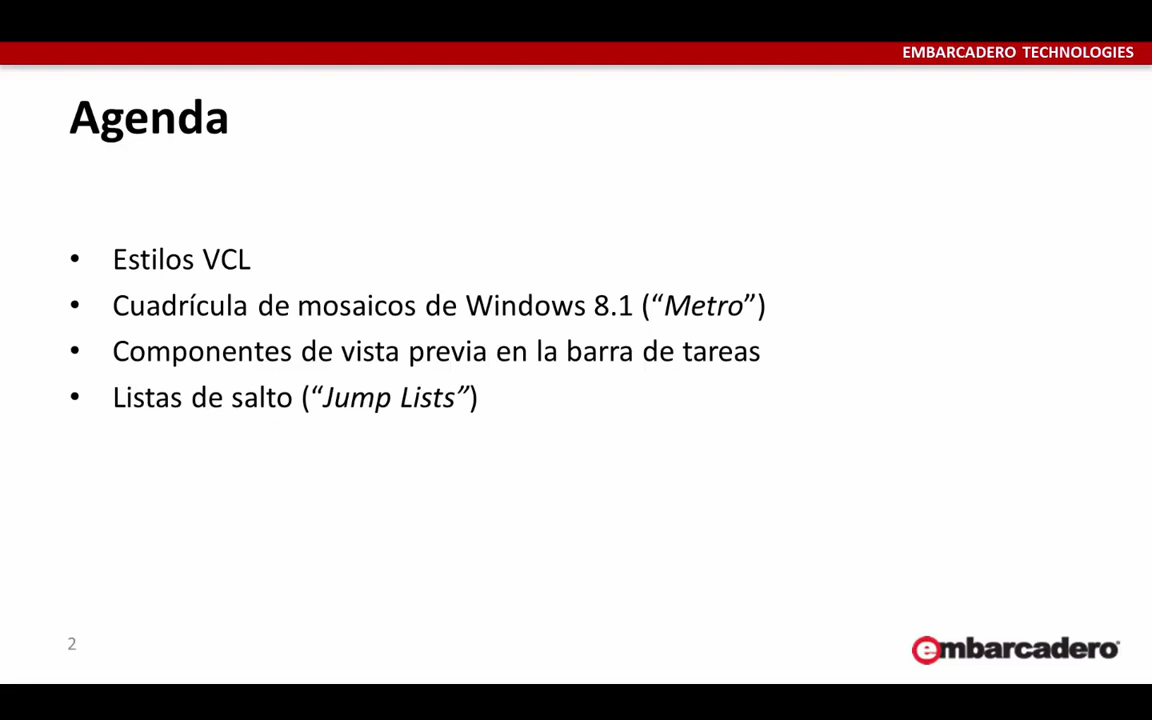 EMBARCADERO TECHNOLOGIES
Agenda
• Estilos VCL
• Cuadrícula de mosaicos de Windows 8.1 (“Metro”)
• Componentes de vista previa en la barra de tareas
• Listas de salto (“Jump Lists”)
2
embarcadero